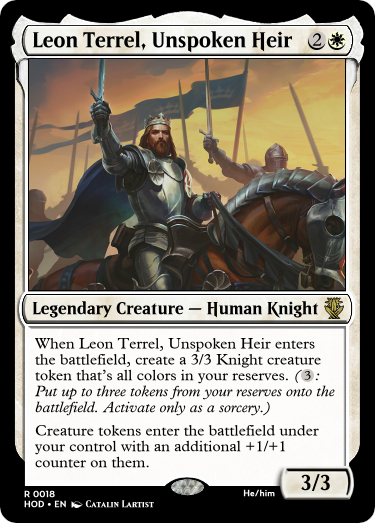 Leon Terrel, Unspoken Heir 2
Legendary Creature — Human Knight
When Leon Terrel, Unspoken Heir enters
the battlefield, create a 3/3 Knight creature
token that's all colors in your reserves. (3:
Put up to three tokens from your reserves onto the
battlefield. Activate only as a sorcery.)
Creature tokens enter the battlefield under
your control with an additional +1/+1
counter on them.
3/3
R 0018
HOD • EN Catalin Lartist
He/him